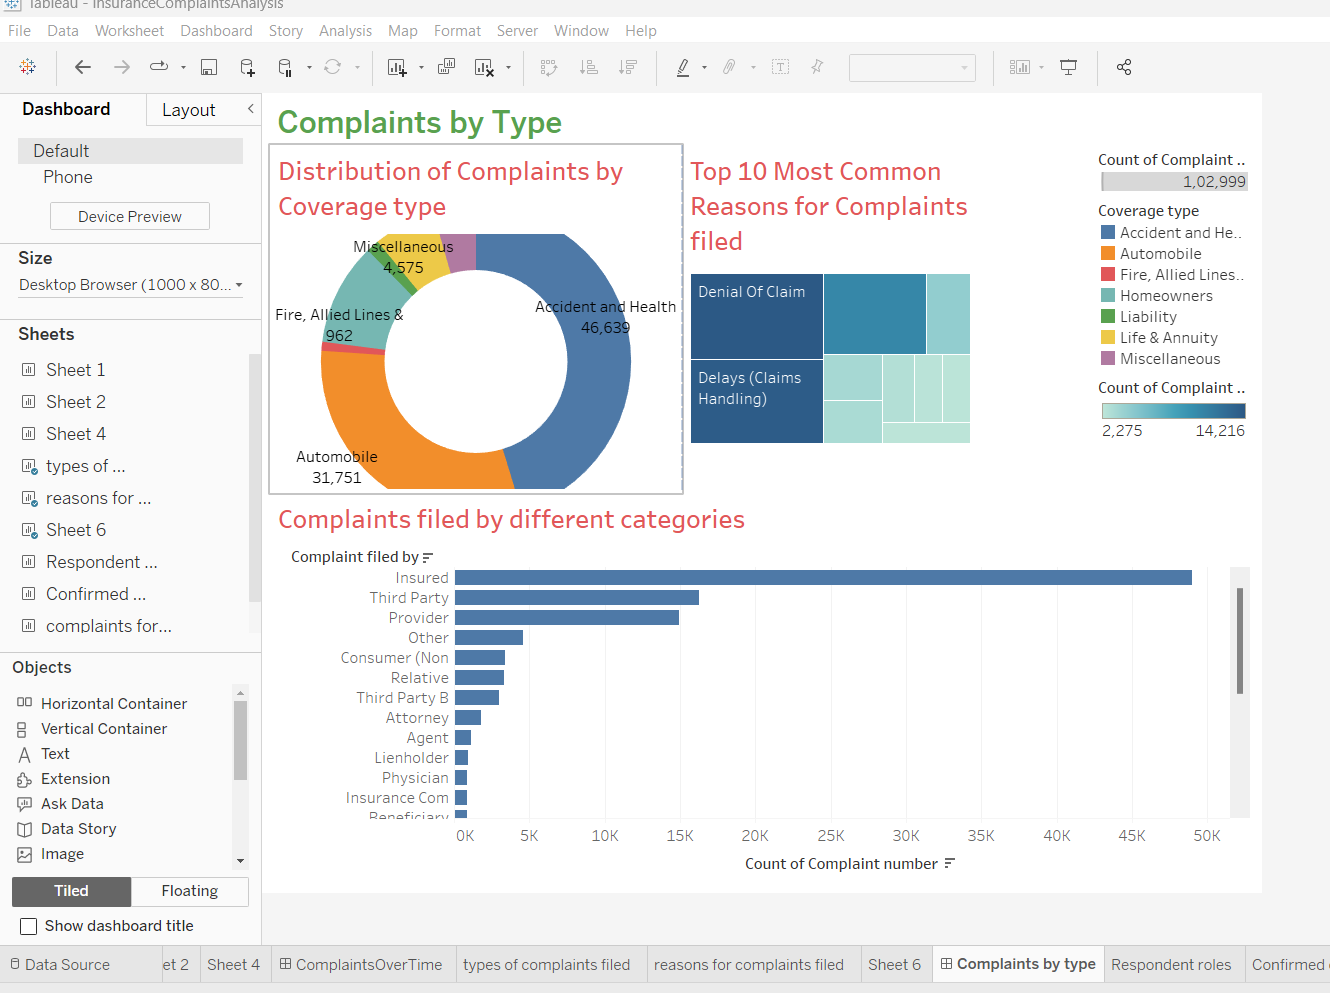 Tableau - InsuranceComplaintsAnalysis
File Data Worksheet Dashboard Story Analysis Map Format Server Window Help
Dashboard Layout
Default
Phone
Device Preview
Size
Desktop Browser (1000 x 80...
Sheets
Sheet 1
Sheet 2
Sheet 4
types of ...
reasons for ...
Sheet 6
Respondent ...
Confirmed ...
complaints for...
Objects
Horizontal Container
Vertical Container
Text
Extension
Ask Data
Data Story
Image
Tiled Floating
Show dashboard title
Complaints by Type
Distribution of Complaints by
Coverage type
Miscellaneous
4,575
Accident and Health
46,639
Fire, Allied Lines &
962
Automobile
31,751
Top 10 Most Common
Reasons for Complaints
filed
Denial Of Claim
Delays (Claims
Handling)
Count of Complaint ..
1,02,999
Coverage type
Accident and He..
Automobile
Fire, Allied Lines..
Homeowners
Liability
Life & Annuity
Miscellaneous
Count of Complaint ..
2,275 14,216
Complaints filed by different categories
Complaint filed by
Insured
Third Party
Provider
Other
Consumer (Non
Relative
Third Party B
Attorney
Agent
Lienholder
Physician
Insurance Com
Beneficiary
0K 5K 10K 15K 20K 25K 30K 35K 40K 45K 50K
Count of Complaint number
Data Source et 2 Sheet 4 ComplaintsOverTime types of complaints filed reasons for complaints filed Sheet 6 Complaints by type Respondent roles Confirmed